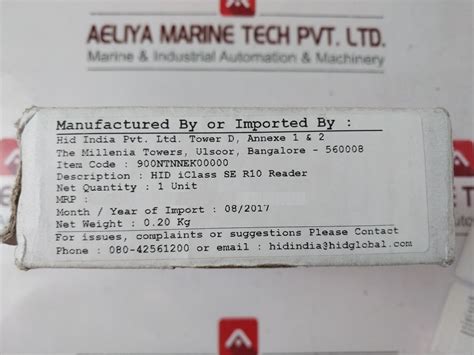 AELIYA MARINE TECH PVT. LTD.
Marine & Industrial Automation & Machinery
Manufactured By or Imported By :
Hid India Pvt. Ltd. Tower D, Annexe 1 & 2
The Millenia Towers, Ulsoor, Bangalore - 560008
Item Code : 900NTNNEK00000
Description : HID iClass SE R10 Reader
Net Quantity : 1 Unit
MRP :
Month / Year of Import : 08/2017
Net Weight : 0.20 Kg
For issues, complaints or suggestions Please Contact
Phone : 080-42561200 or email : hidindia@hidglobal.com